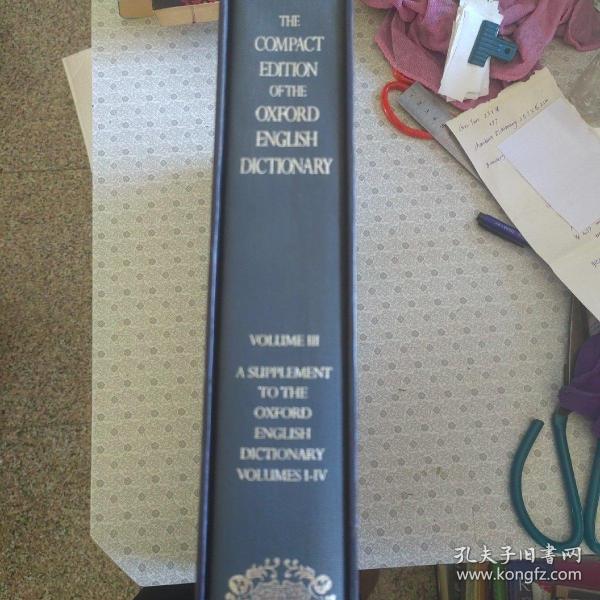 THE
COMPACT
EDITION
OF THE
OXFORD
ENGLISH
DICTIONARY
VOLUME III
A SUPPLEMENT
TO THE
OXFORD
ENGLISH
DICTIONARY
VOLUMES I-IV
孔夫子旧书网
www.kongfz.com